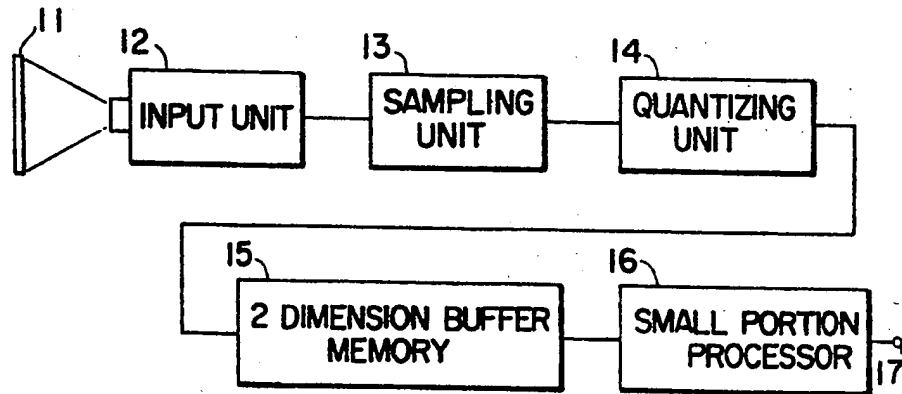 11
12
INPUT UNIT
13
SAMPLING
UNIT
14
QUANTIZING
UNIT
15
2 DIMENSION BUFFER
MEMORY
16
SMALL PORTION
PROCESSOR
17